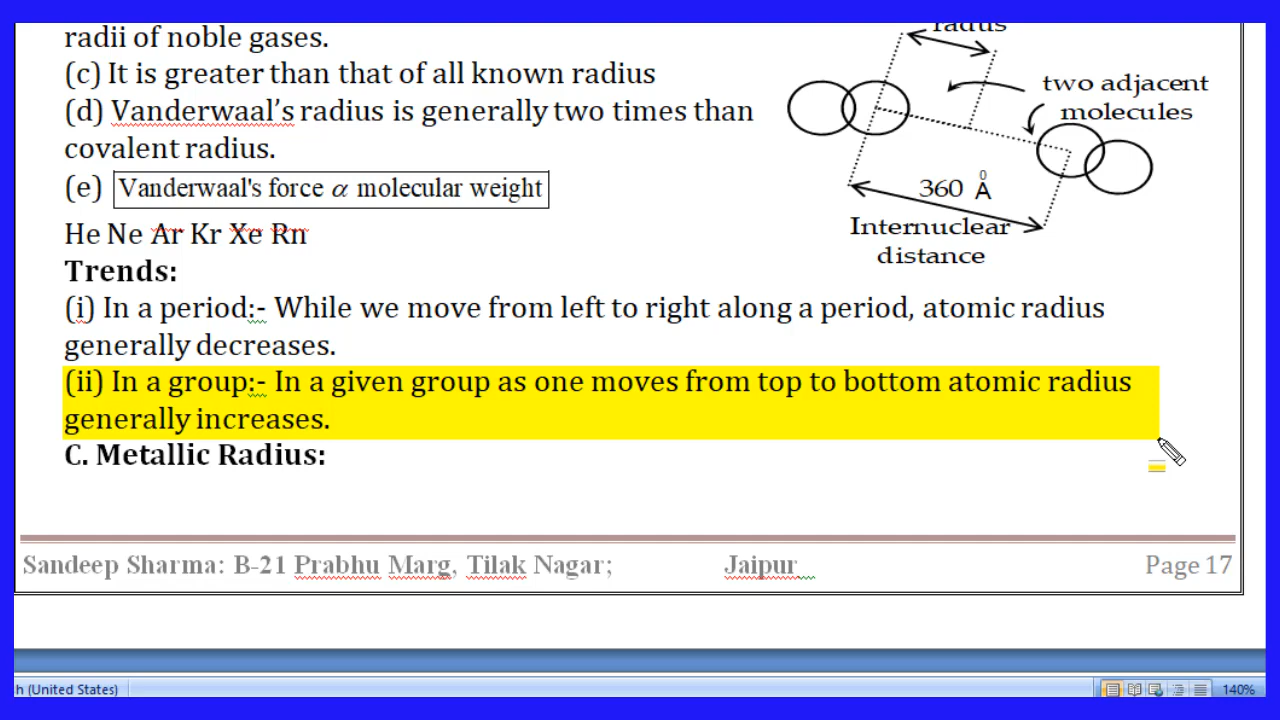 radii of noble gases.
(c) It is greater than that of all known radius
(d) Vanderwaal's radius is generally two times than
covalent radius.
(e) Vanderwaal's force α molecular weight
He Ne Ar Kr Xe Rn
radius
two adjacent
molecules
360 Å
Internuclear
distance
Trends:
(i) In a period:- While we move from left to right along a period, atomic radius
generally decreases.
(ii) In a group:- In a given group as one moves from top to bottom atomic radius
generally increases.
C. Metallic Radius:
Sandeep Sharma: B-21 Prabhu Marg, Tilak Nagar; Jaipur Page 17
h (United States) 140%